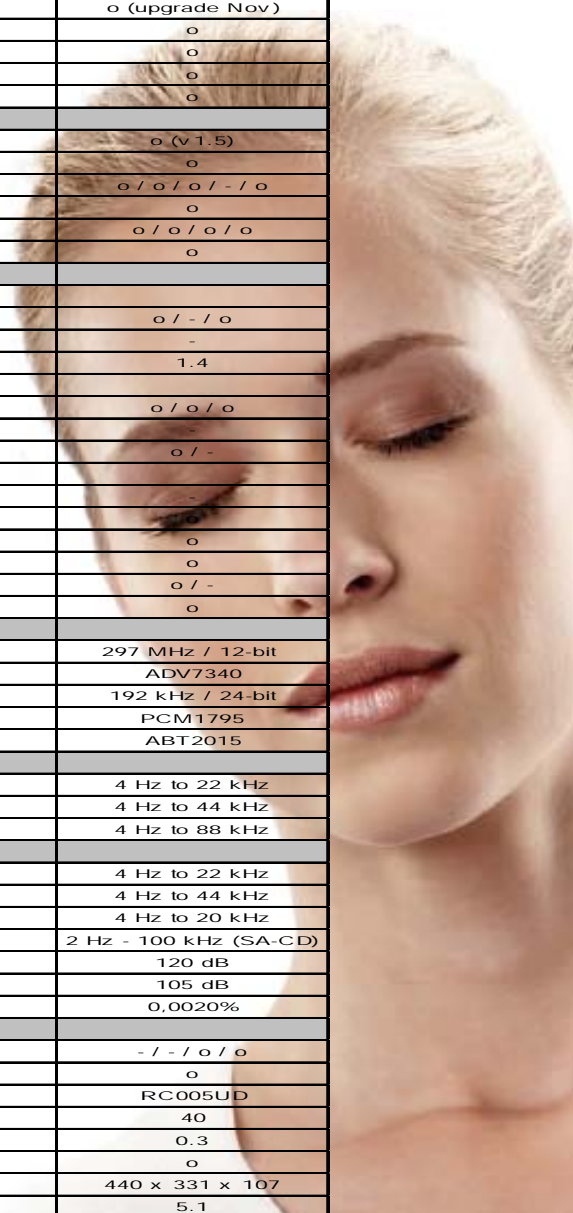 o (upgrade Nov)
o
o
o
o
o (v1.5)
o
o / o / o / - / o
o
o / o / o / o
o
o / - / o
-
1.4
o / o / o
-
o / -
-
o
o
o
o / -
o
297 MHz / 12-bit
ADV7340
192 kHz / 24-bit
PCM1795
ABT2015
4 Hz to 22 kHz
4 Hz to 44 kHz
4 Hz to 88 kHz
4 Hz to 22 kHz
4 Hz to 44 kHz
4 Hz to 20 kHz
2 Hz - 100 kHz (SA-CD)
120 dB
105 dB
0,0020%
- / - / o / o
o
RC005UD
40
0.3
o
440 x 331 x 107
5.1